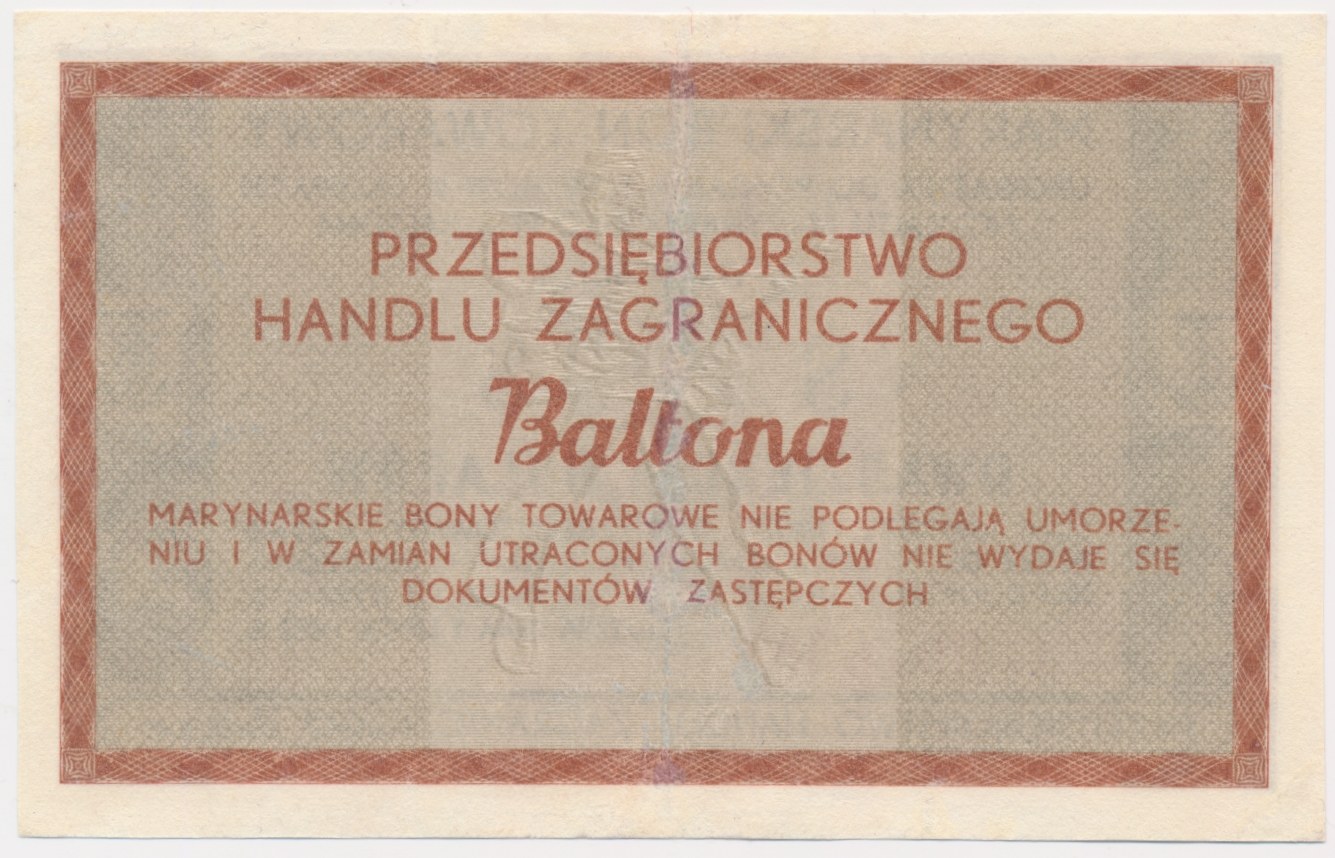 PRZEDSIĘBIORSTWO
HANDLU ZAGRANICZNEGO
Baltona
MARYNARSKIE BONY TOWAROWE NIE PODLEGAJĄ UMORZE-
NIU I W ZAMIAN UTRACONYCH BONÓW NIE WYDAJE SIĘ
DOKUMENTÓW ZASTĘPCZYCH